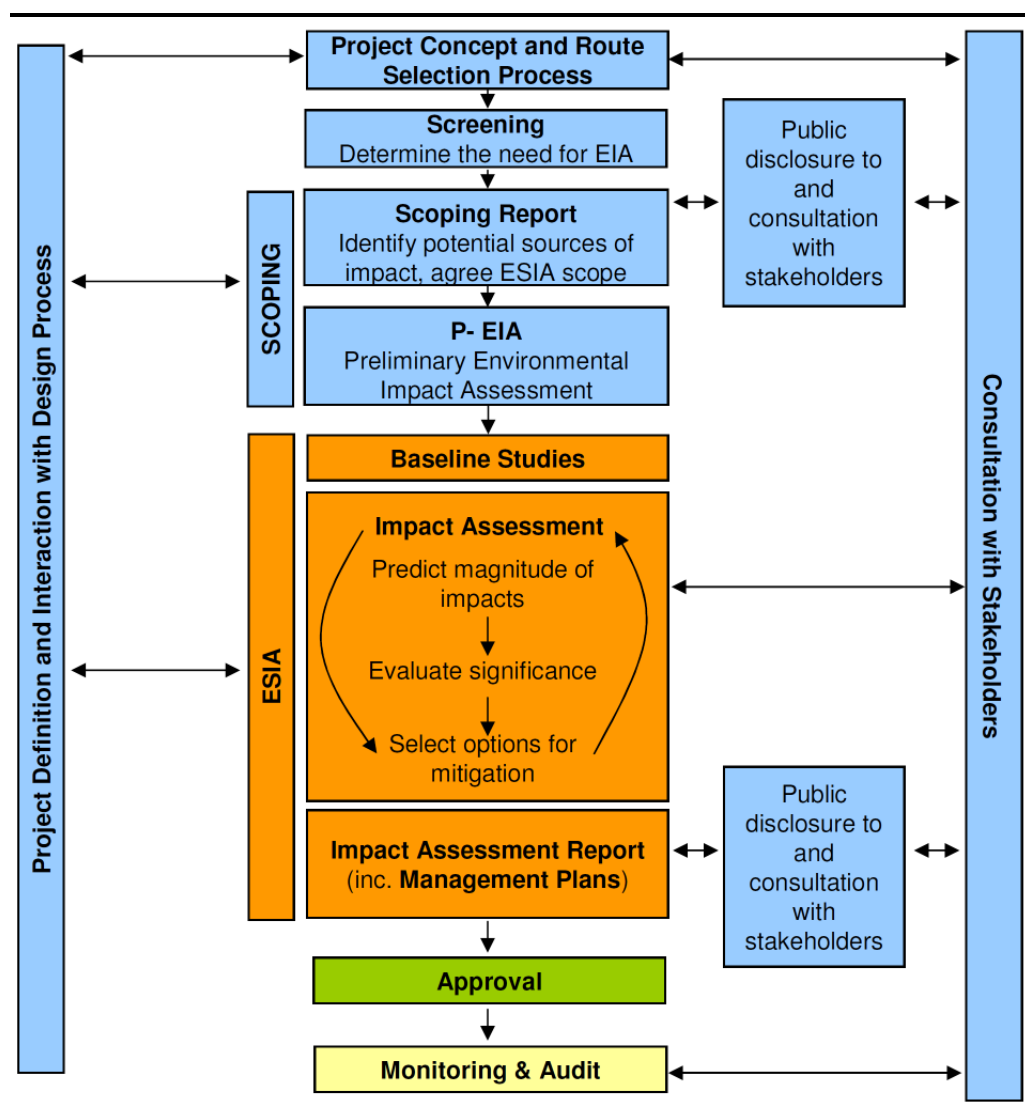 Project Concept and Route
Selection Process
Screening
Determine the need for EIA
Scoping Report
Identify potential sources of
impact, agree ESIA scope
P- EIA
Preliminary Environmental
Impact Assessment
Baseline Studies
Impact Assessment
Predict magnitude of
impacts
Evaluate significance
Select options for
mitigation
Impact Assessment Report
(inc. Management Plans)
Approval
Monitoring & Audit
Project Definition and Interaction with Design Process
SCOPING
ESIA
Public
disclosure to
and
consultation
with
stakeholders
Public
disclosure to
and
consultation
with
stakeholders
Consultation with Stakeholders